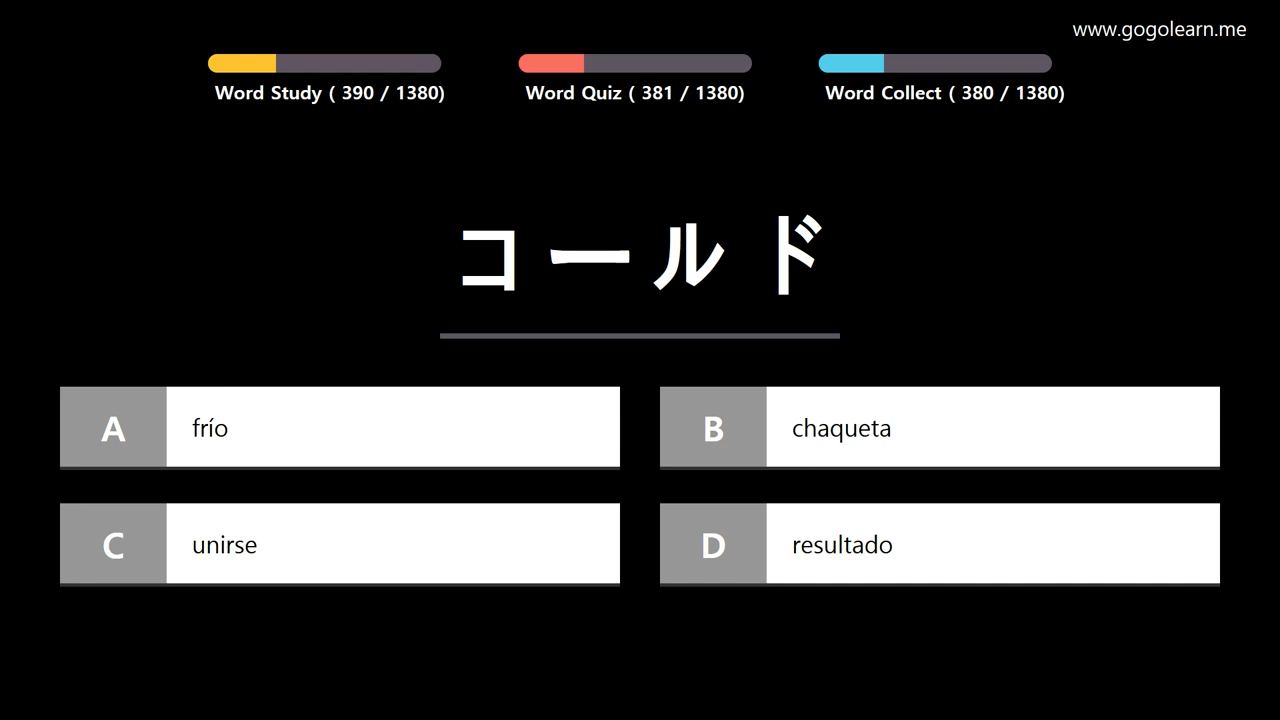 www.gogolearn.me
Word Study ( 390 / 1380)
Word Quiz ( 381 / 1380)
Word Collect ( 380 / 1380)
コールド
A frío
B chaqueta
C unirse
D resultado